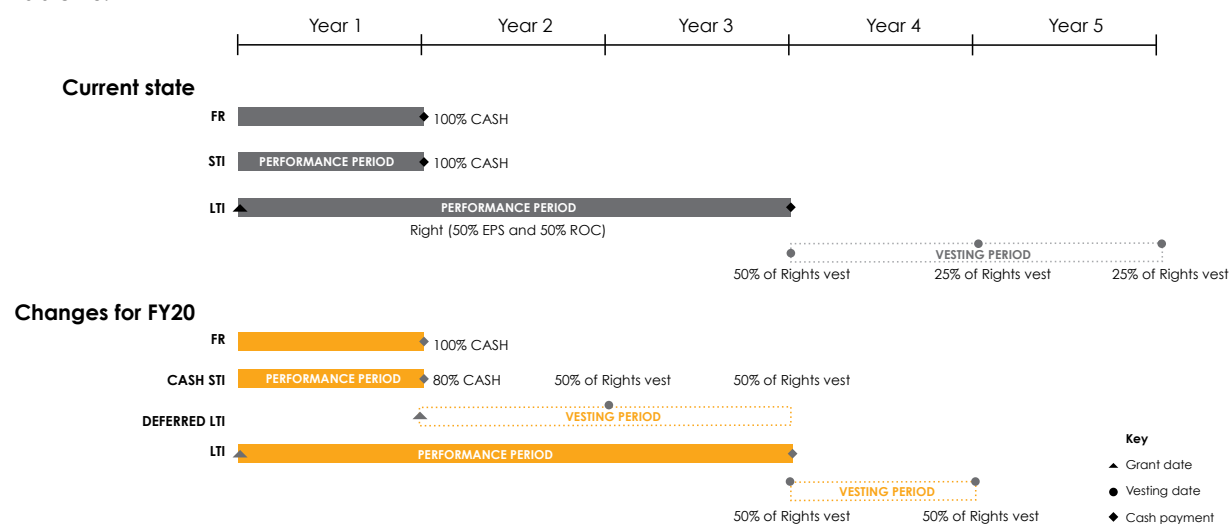 Year 1 Year 2 Year 3 Year 4 Year 5
Current state
FR 100% CASH
STI PERFORMANCE PERIOD 100% CASH
LTI PERFORMANCE PERIOD
Right (50% EPS and 50% ROC)
VESTING PERIOD
50% of Rights vest 25% of Rights vest 25% of Rights vest
Changes for FY20
FR 100% CASH
CASH STI PERFORMANCE PERIOD 80% CASH 50% of Rights vest 50% of Rights vest
DEFERRED LTI VESTING PERIOD
LTI PERFORMANCE PERIOD
VESTING PERIOD
50% of Rights vest 50% of Rights vest
Key
Grant date
Vesting date
Cash payment